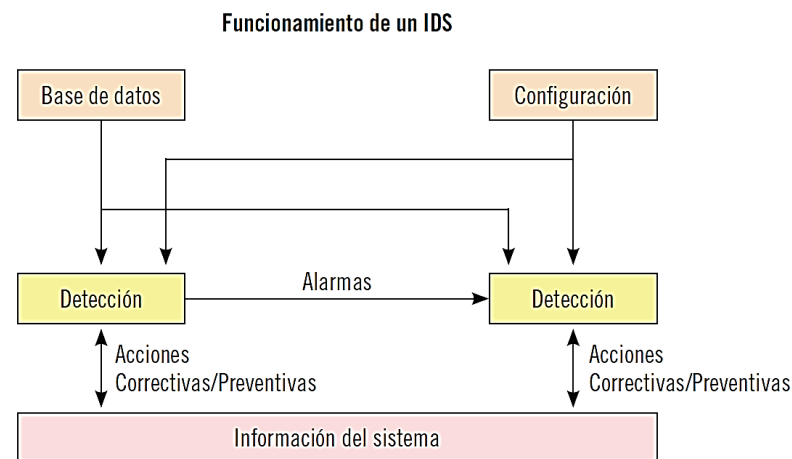 Funcionamiento de un IDS
Base de datos
Configuración
Alarmas
Detección
Detección
Acciones
Correctivas/Preventivas
Acciones
Correctivas/Preventivas
Información del sistema